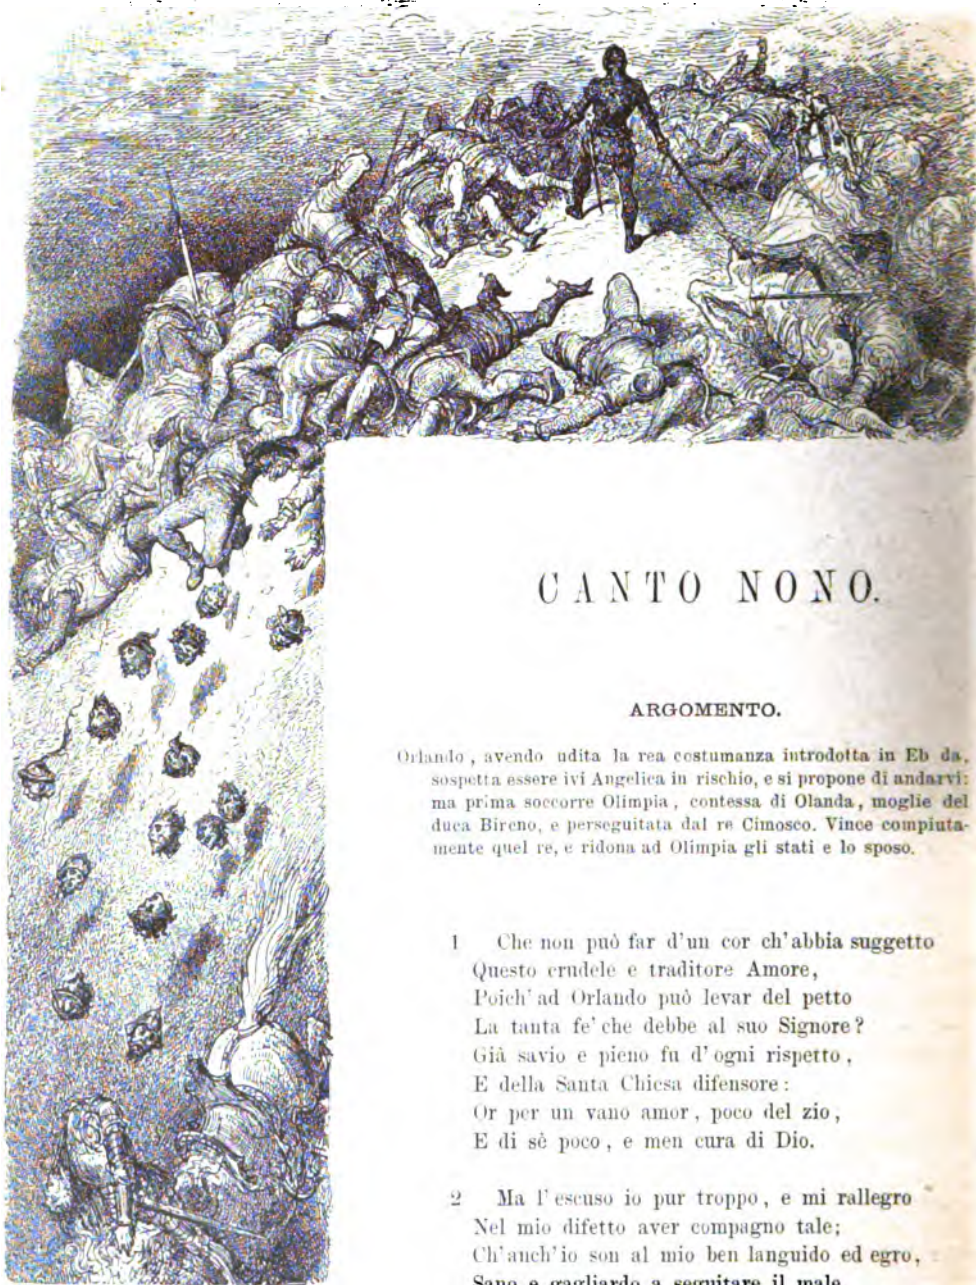 CANTO NONO.
ARGOMENTO.
Orlando, avendo udita la rea costumanza introdotta in Eb da,
sospetta essere ivi Angelica in rischio, e si propone di andarvi:
ma prima soccorre Olimpia, contessa di Olanda, moglie del
duca Bireno, e perseguitata dal re Cimosco. Vince compiuta-
mente quel re, e ridona ad Olimpia gli stati e lo sposo.
1 Che non può far d'un cor ch'abbia suggetto
Questo crudele e traditore Amore,
Poich' ad Orlando può levar del petto
La tanta fe' che debbe al suo Signore?
Già savio e pieno fu d' ogni rispetto,
E della Santa Chiesa difensore:
Or per un vano amor, poco del zio,
E di sè poco, e men cura di Dio.
2 Ma l' escuso io pur troppo, e mi rallegro
Nel mio difetto aver compagno tale;
Ch'anch'io son al mio ben languido ed egro,
Sano e gagliardo a seguitare il male.